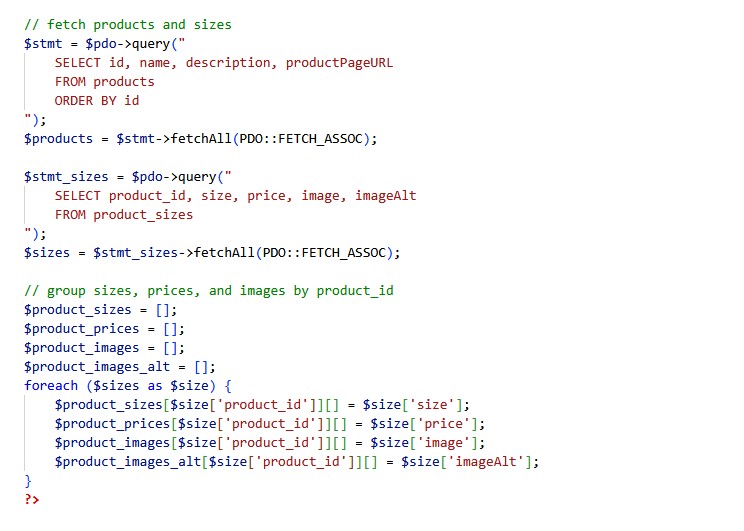 // fetch products and sizes
$stmt = $pdo->query("
    SELECT id, name, description, productPageURL
    FROM products
    ORDER BY id
");
$products = $stmt->fetchAll(PDO::FETCH_ASSOC);

$stmt_sizes = $pdo->query("
    SELECT product_id, size, price, image, imageAlt
    FROM product_sizes
");
$sizes = $stmt_sizes->fetchAll(PDO::FETCH_ASSOC);

// group sizes, prices, and images by product_id
$product_sizes = [];
$product_prices = [];
$product_images = [];
$product_images_alt = [];
foreach ($sizes as $size) {
    $product_sizes[$size['product_id']][] = $size['size'];
    $product_prices[$size['product_id']][] = $size['price'];
    $product_images[$size['product_id']][] = $size['image'];
    $product_images_alt[$size['product_id']][] = $size['imageAlt'];
}
?>